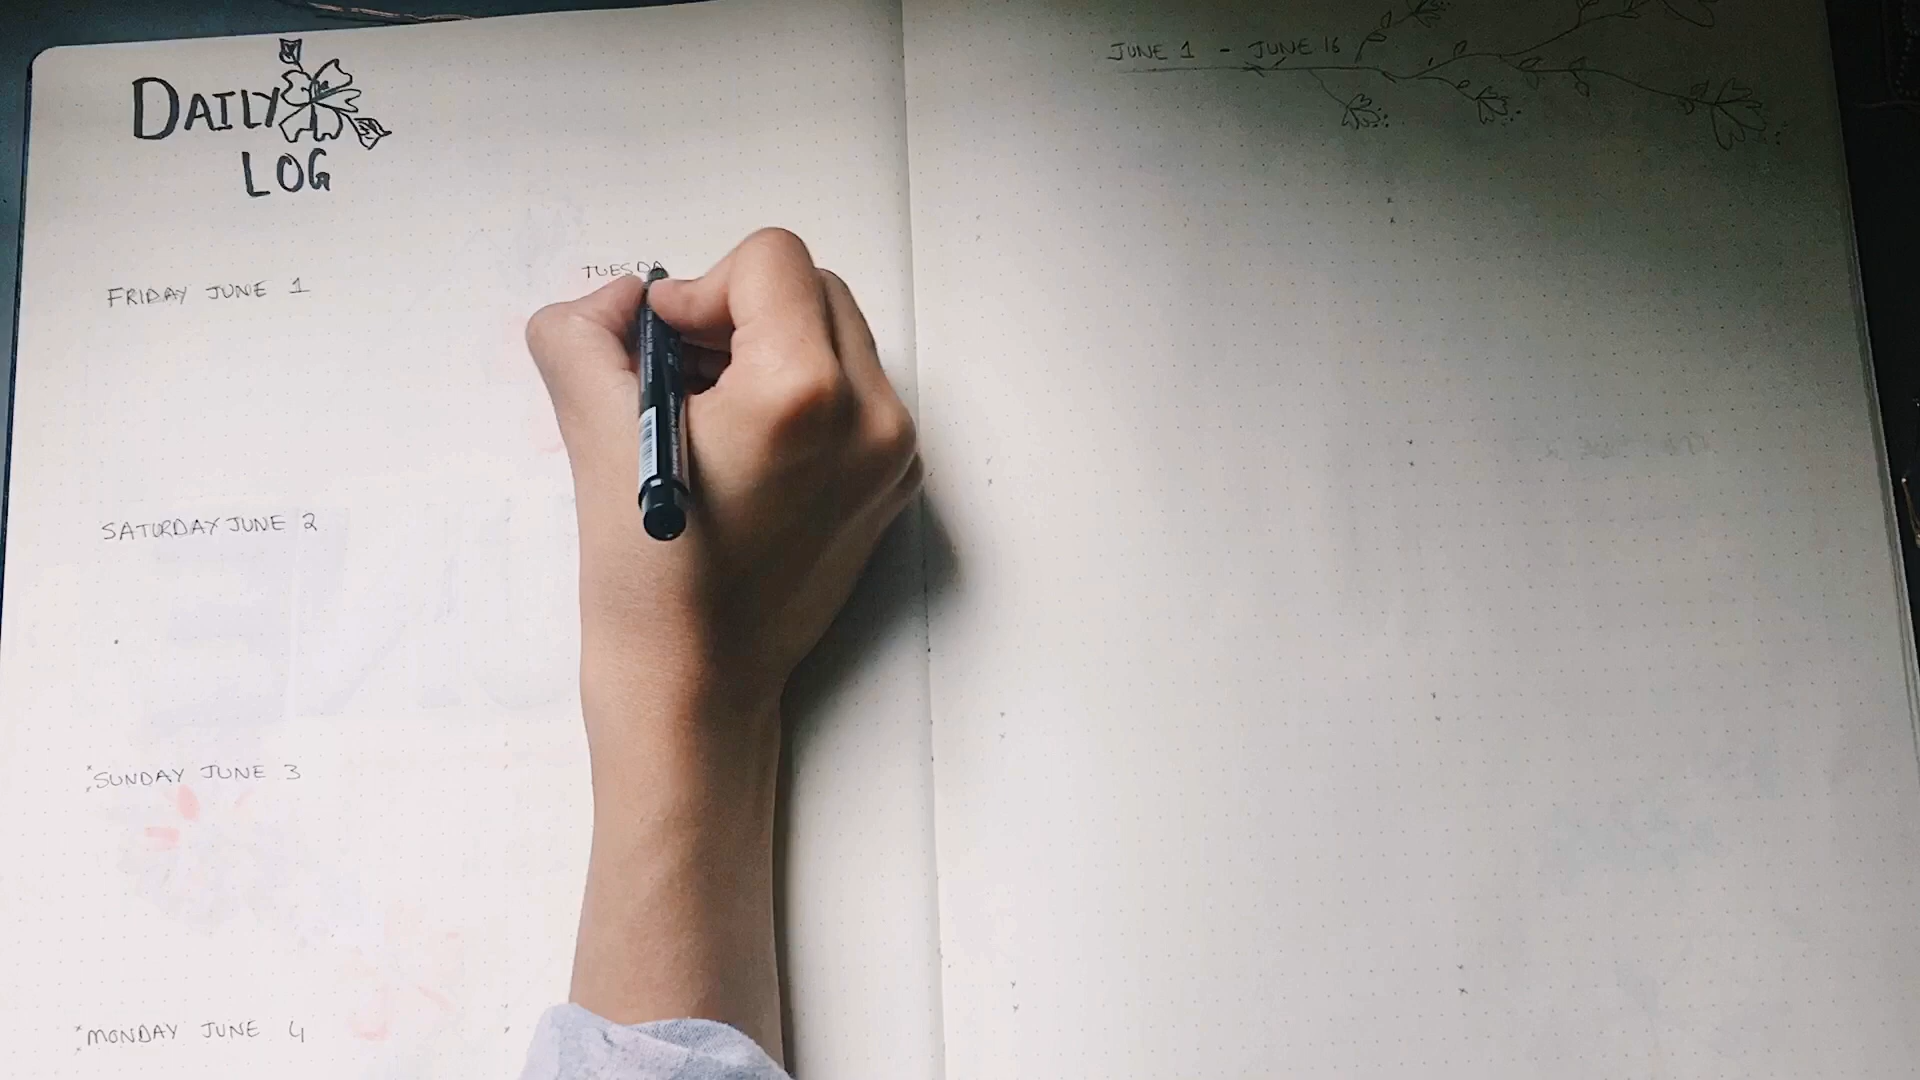 DAILY
LOG
FRIDAY JUNE 1
SATURDAY JUNE 2
SUNDAY JUNE 3
MONDAY JUNE 4
TUESDA
JUNE 1 - JUNE 16